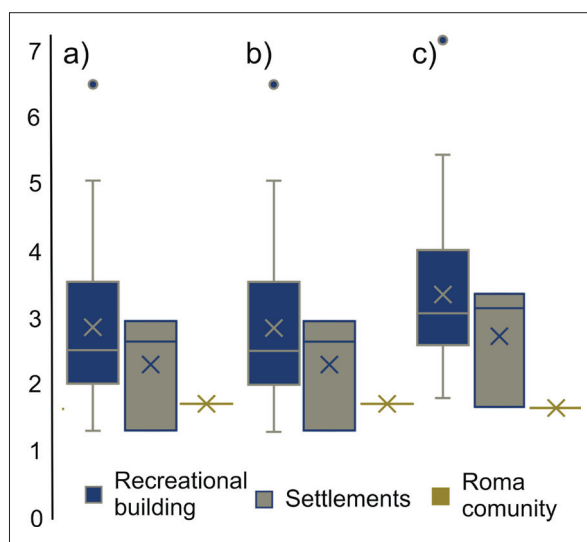 7
a)
b)
c)
6
5
4
3
2
1
0
Recreational
building
Settlements
Roma
comunity